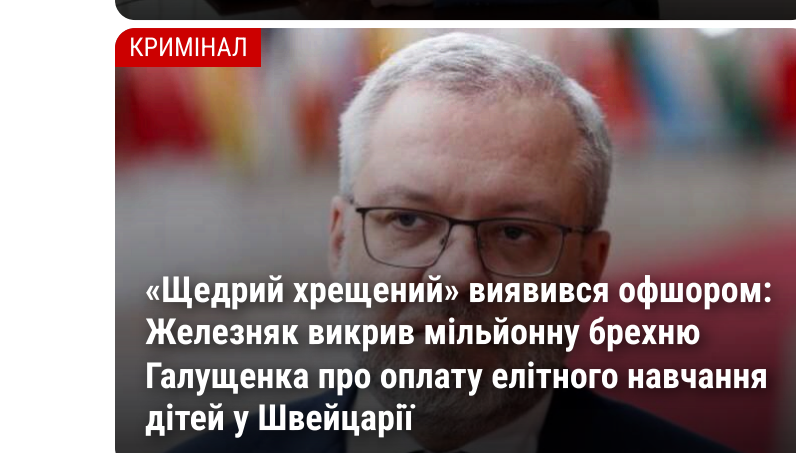 КРИМІНАЛ
«Щедрий хрещений» виявився офшором:
Железняк викрив мільйонну брехню
Галущенка про оплату елітного навчання
дітей у Швейцарії